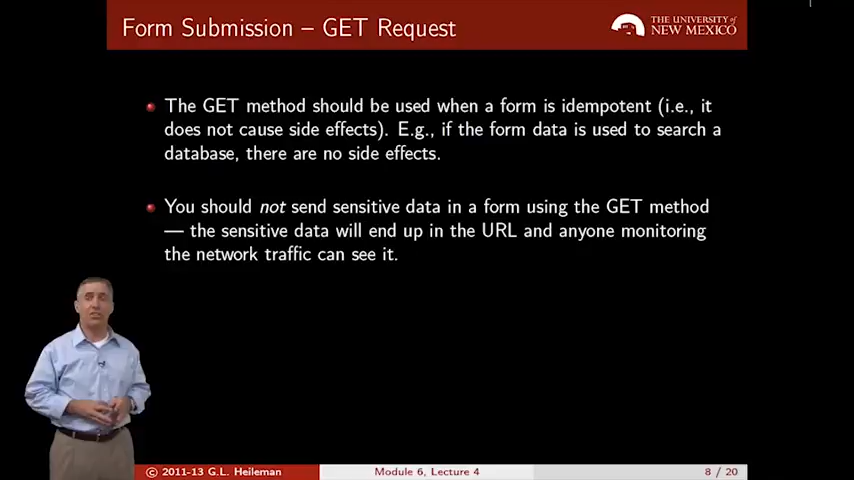 Form Submission – GET Request
THE UNIVERSITY of
NEW MEXICO
The GET method should be used when a form is idempotent (i.e., it
does not cause side effects). E.g., if the form data is used to search a
database, there are no side effects.
You should not send sensitive data in a form using the GET method
— the sensitive data will end up in the URL and anyone monitoring
the network traffic can see it.
© 2011-13 G.L. Heileman
Module 6, Lecture 4
8 / 20